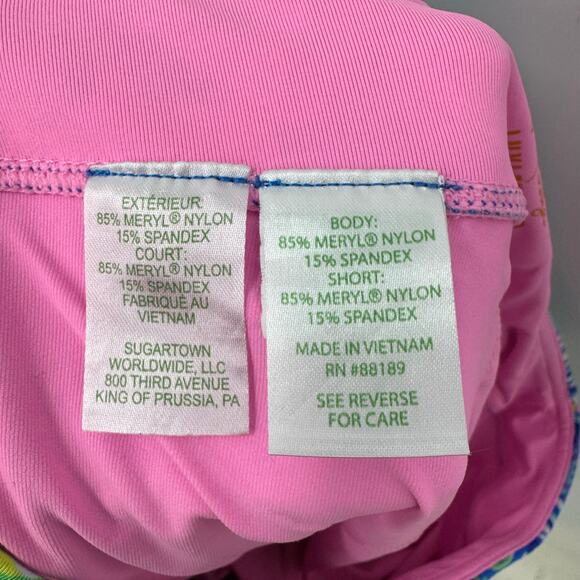 EXTÉRIEUR:
85% MERYL® NYLON
15% SPANDEX
COURT:
85% MERYL® NYLON
15% SPANDEX
FABRIQUÉ AU
VIETNAM
SUGARTOWN
WORLDWIDE, LLC
800 THIRD AVENUE
KING OF PRUSSIA, PA
BODY:
85% MERYL® NYLON
15% SPANDEX
SHORT:
85% MERYL® NYLON
15% SPANDEX
MADE IN VIETNAM
RN #88189
SEE REVERSE
FOR CARE